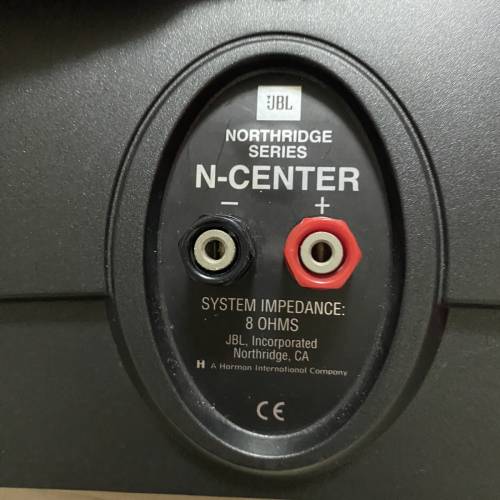 JBL
NORTHRIDGE
SERIES
N-CENTER
− +
SYSTEM IMPEDANCE:
8 OHMS
JBL, Incorporated
Northridge, CA
H A Harman International Company
CE